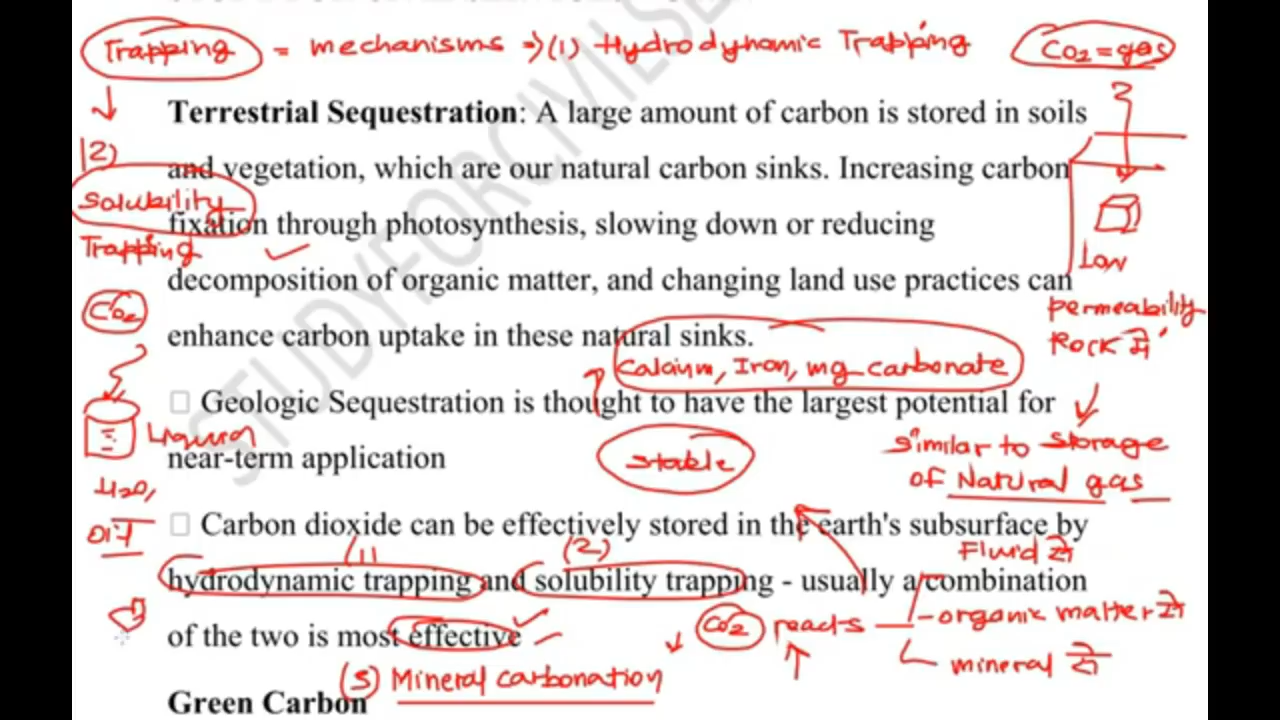 Trapping = mechanisms => (1) Hydrodynamic Trapping
CO2 = gas
Terrestrial Sequestration: A large amount of carbon is stored in soils
and vegetation, which are our natural carbon sinks. Increasing carbon
fixation through photosynthesis, slowing down or reducing
decomposition of organic matter, and changing land use practices can
enhance carbon uptake in these natural sinks.
(2)
Solubility
Trapping
CO2
Liquid
H2O,
Oil
Low
permeability
Rock में
similar to storage
of Natural gas
Calcium, Iron, mg carbonate
Geologic Sequestration is thought to have the largest potential for
near-term application
Stable
Carbon dioxide can be effectively stored in the earth's subsurface by
(1) (2)
hydrodynamic trapping and solubility trapping - usually a combination
of the two is most effective
Fluid से
CO2 reacts
organic matter से
mineral से
(3) Mineral carbonation
Green Carbon
STUDYFORCIVILSE